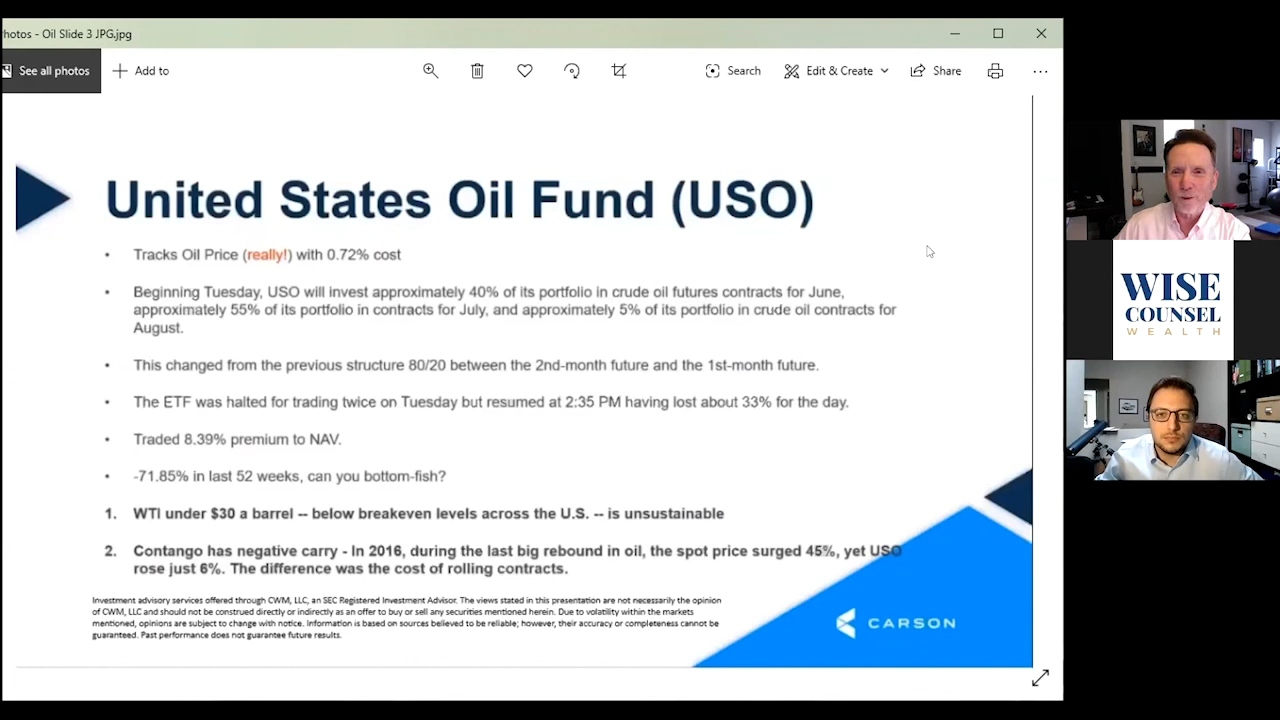 hotos - Oil Slide 3 JPG.jpg
See all photos
Add to
Search
Edit & Create
Share
United States Oil Fund (USO)
• Tracks Oil Price (really!) with 0.72% cost
• Beginning Tuesday, USO will invest approximately 40% of its portfolio in crude oil futures contracts for June,
approximately 55% of its portfolio in contracts for July, and approximately 5% of its portfolio in crude oil contracts for
August.
• This changed from the previous structure 80/20 between the 2nd-month future and the 1st-month future.
• The ETF was halted for trading twice on Tuesday but resumed at 2:35 PM having lost about 33% for the day.
• Traded 8.39% premium to NAV.
• -71.85% in last 52 weeks, can you bottom-fish?
1. WTI under $30 a barrel -- below breakeven levels across the U.S. -- is unsustainable
2. Contango has negative carry - In 2016, during the last big rebound in oil, the spot price surged 45%, yet USO
rose just 6%. The difference was the cost of rolling contracts.
Investment advisory services offered through CWM, LLC, an SEC Registered Investment Advisor. The views stated in this presentation are not necessarily the opinion
of CWM, LLC and should not be construed directly or indirectly as an offer to buy or sell any securities mentioned herein. Due to volatility within the markets
mentioned, opinions are subject to change with notice. Information is based on sources believed to be reliable; however, their accuracy or completeness cannot be
guaranteed. Past performance does not guarantee future results.
CARSON
WISE
COUNSEL
WEALTH